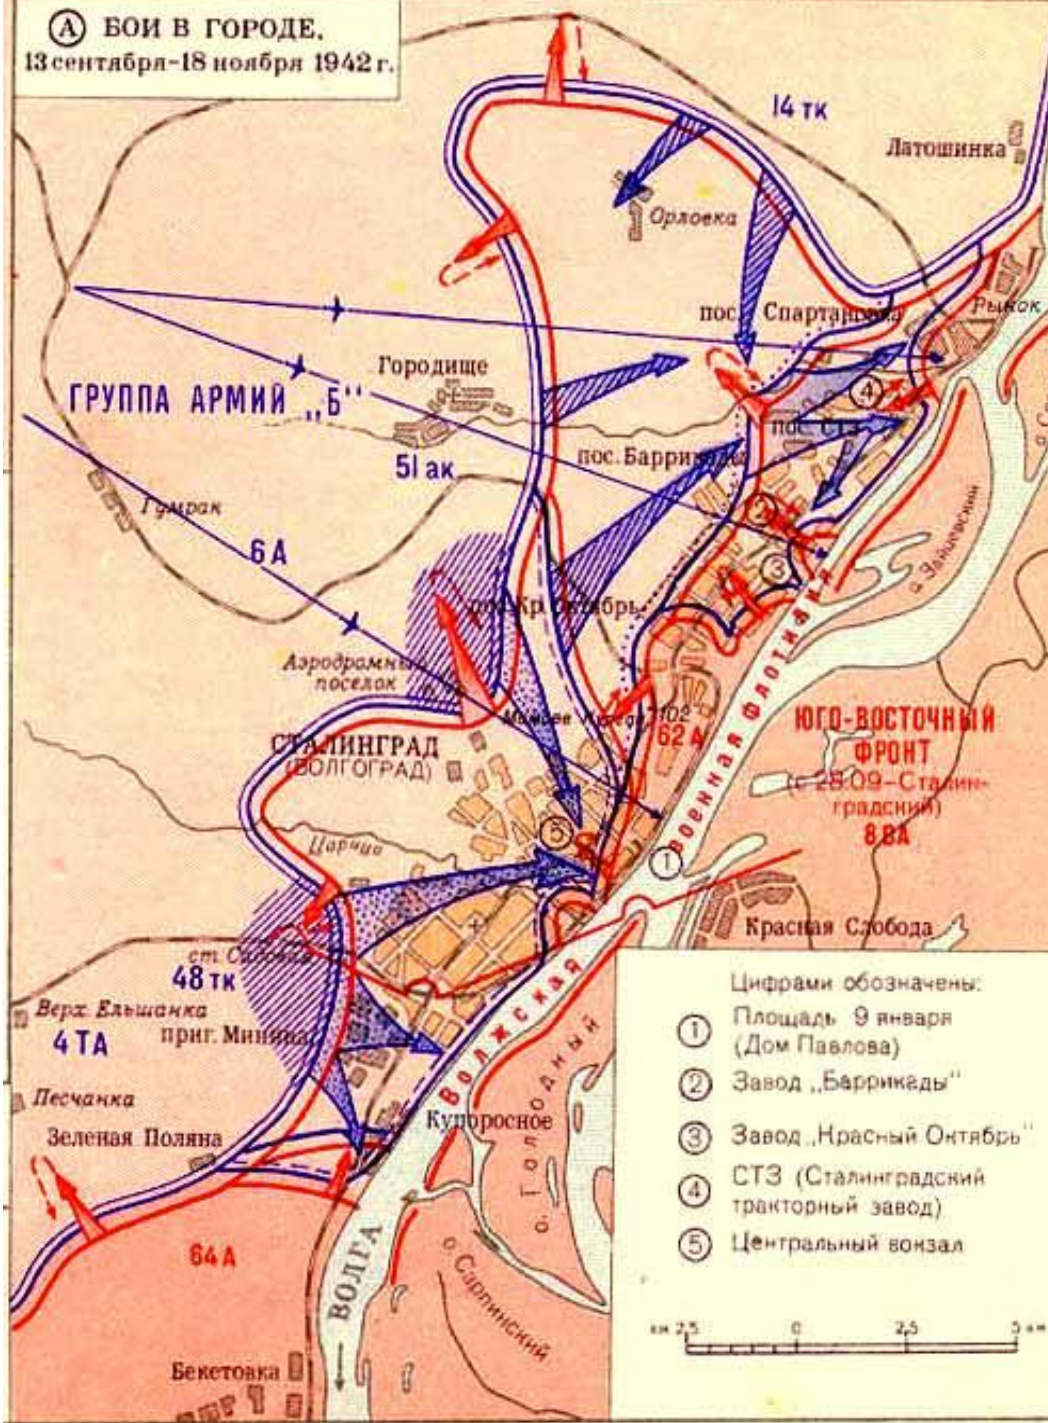 А БОИ В ГОРОДЕ.
13 сентября-18 ноября 1942 г.
14 тк
Латошинка
Орловка
Рынок
пос. Спартановка
Городище
ГРУППА АРМИЙ „Б"
4
пос. СТЗ
51 ак
пос. Баррикады
Гумрак
6 А
3
о. Зайцевский
пос. Кр. Октябрь
Аэродромный
поселок
102
62 А
СТАЛИНГРАД
(ВОЛГОГРАД)
ЮГО-ВОСТОЧНЫЙ
ФРОНТ
(с 28.09-Сталин-
градский)
8 ВА
5
1
Царица
Красная Слобода
ст. Садовая
48 тк
Верх. Ельшанка
4 ТА
приг. Минина
Песчанка
Зеленая Поляна
Купоросное
ВОЛЖСКАЯ ВОЕННАЯ ФЛОТИЛИЯ
о. Голодный
64 А
ВОЛГА
о. Сарпинский
Бекетовка
Цифрами обозначены:
1 Площадь 9 января
(Дом Павлова)
2 Завод „Баррикады"
3 Завод „Красный Октябрь"
4 СТЗ (Сталинградский
тракторный завод)
5 Центральный вокзал
км 2,5 0 2,5 5 км